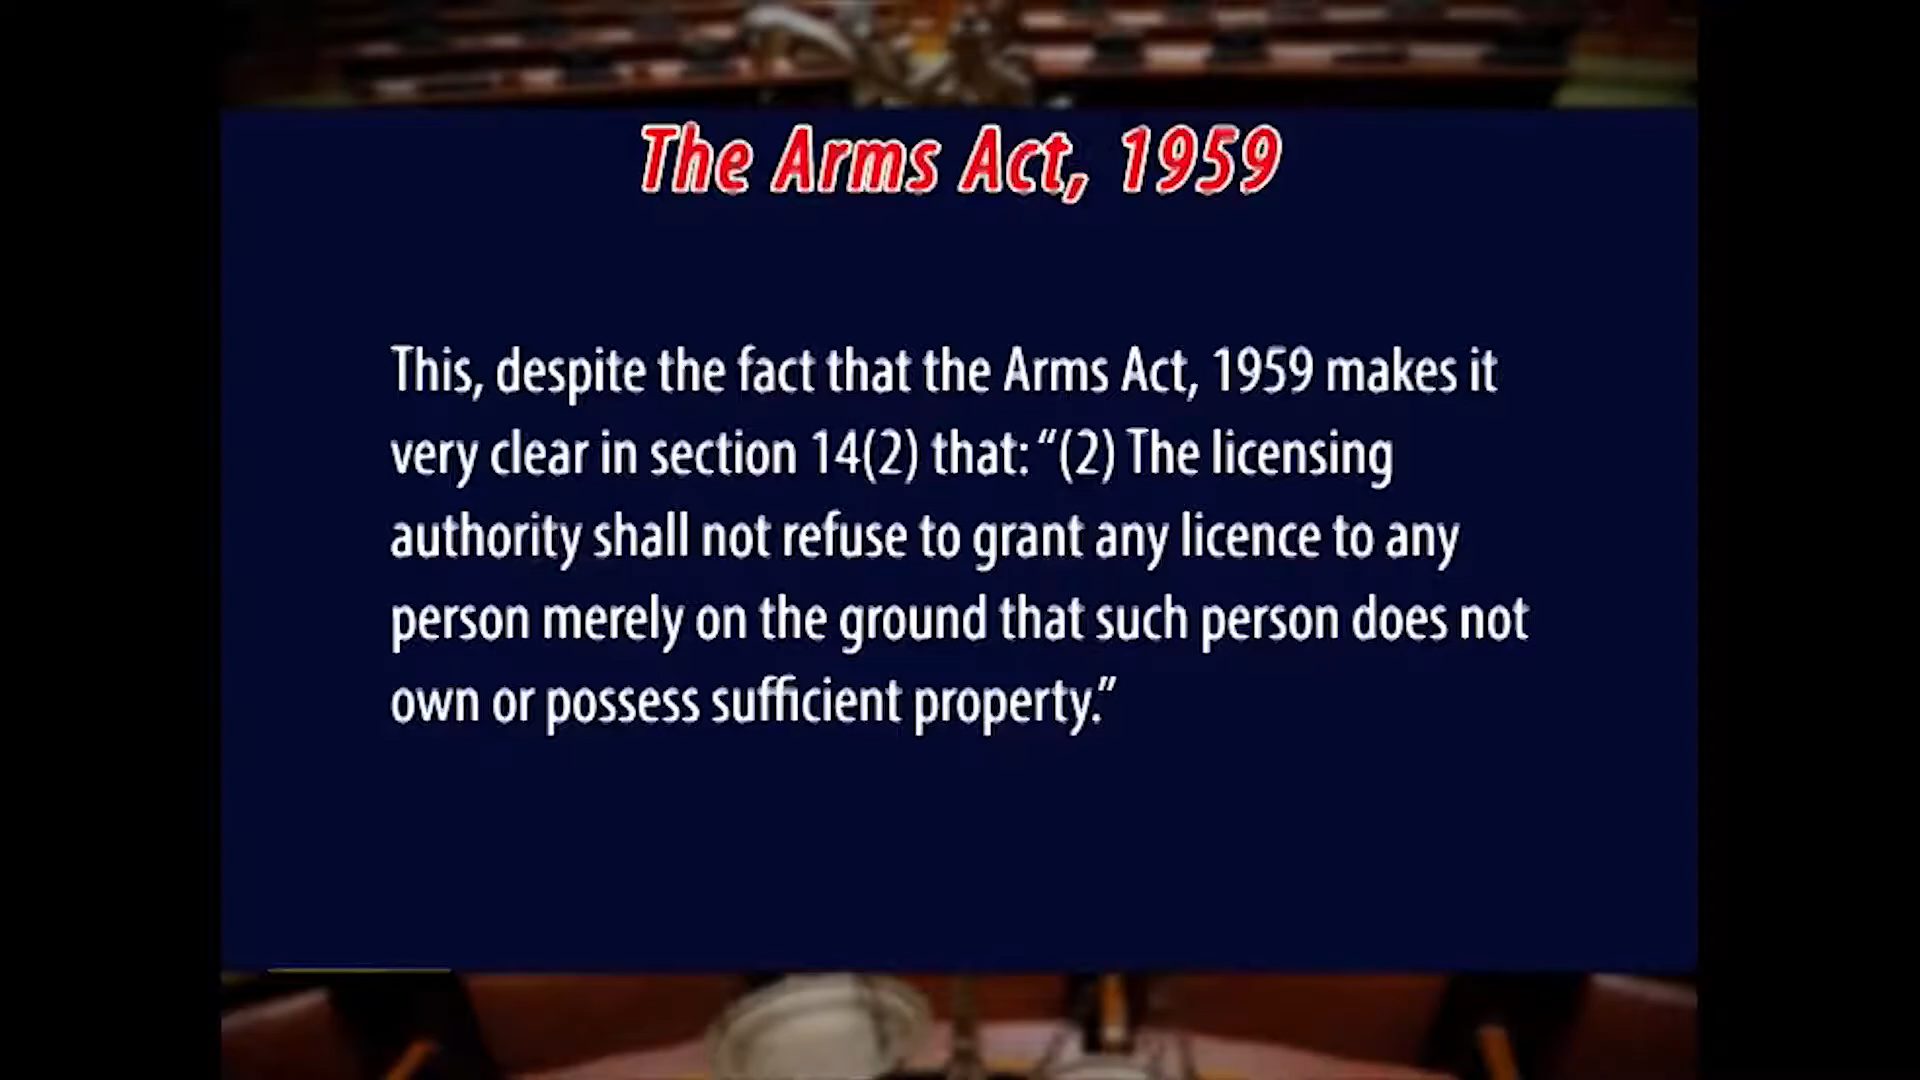 The Arms Act, 1959
This, despite the fact that the Arms Act, 1959 makes it
very clear in section 14(2) that: “(2) The licensing
authority shall not refuse to grant any licence to any
person merely on the ground that such person does not
own or possess sufficient property.”